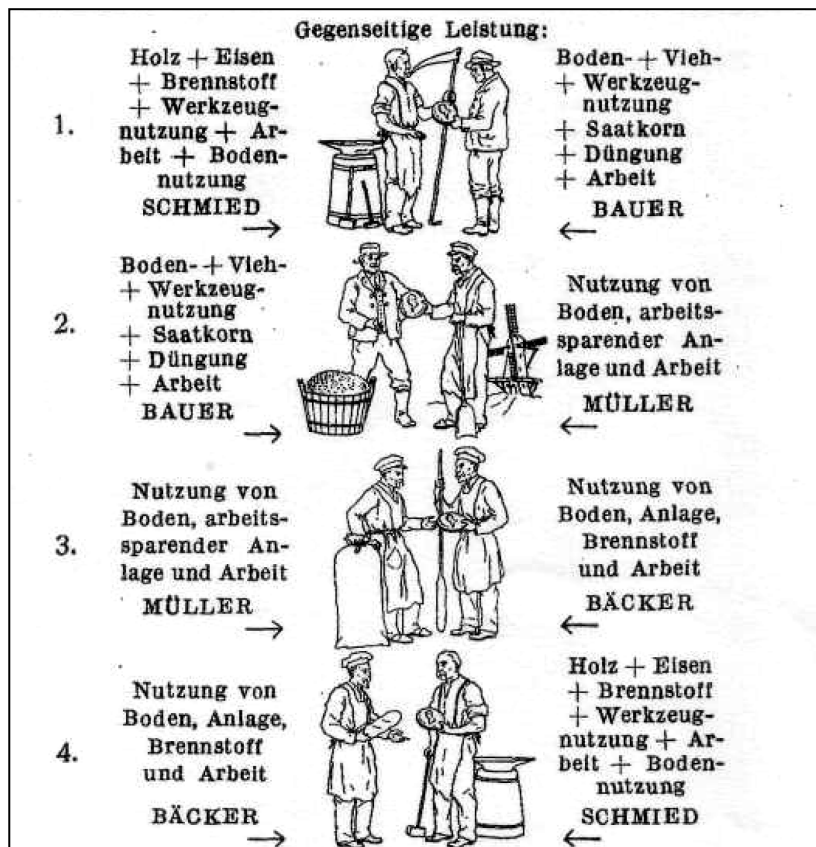 Gegenseitige Leistung:
1.
Holz + Eisen
+ Brennstoff
+ Werkzeug-
nutzung + Ar-
beit + Boden-
nutzung
SCHMIED
→
Boden- + Vieh-
+ Werkzeug-
nutzung
+ Saatkorn
+ Düngung
+ Arbeit
BAUER
←
2.
Boden- + Vieh-
+ Werkzeug-
nutzung
+ Saatkorn
+ Düngung
+ Arbeit
BAUER
→
Nutzung von
Boden, arbeits-
sparender An-
lage und Arbeit
MÜLLER
←
3.
Nutzung von
Boden, arbeits-
sparender An-
lage und Arbeit
MÜLLER
→
Nutzung von
Boden, Anlage,
Brennstoff
und Arbeit
BÄCKER
←
4.
Nutzung von
Boden, Anlage,
Brennstoff
und Arbeit
BÄCKER
→
Holz + Eisen
+ Brennstoff
+ Werkzeug-
nutzung + Ar-
beit + Boden-
nutzung
SCHMIED
←